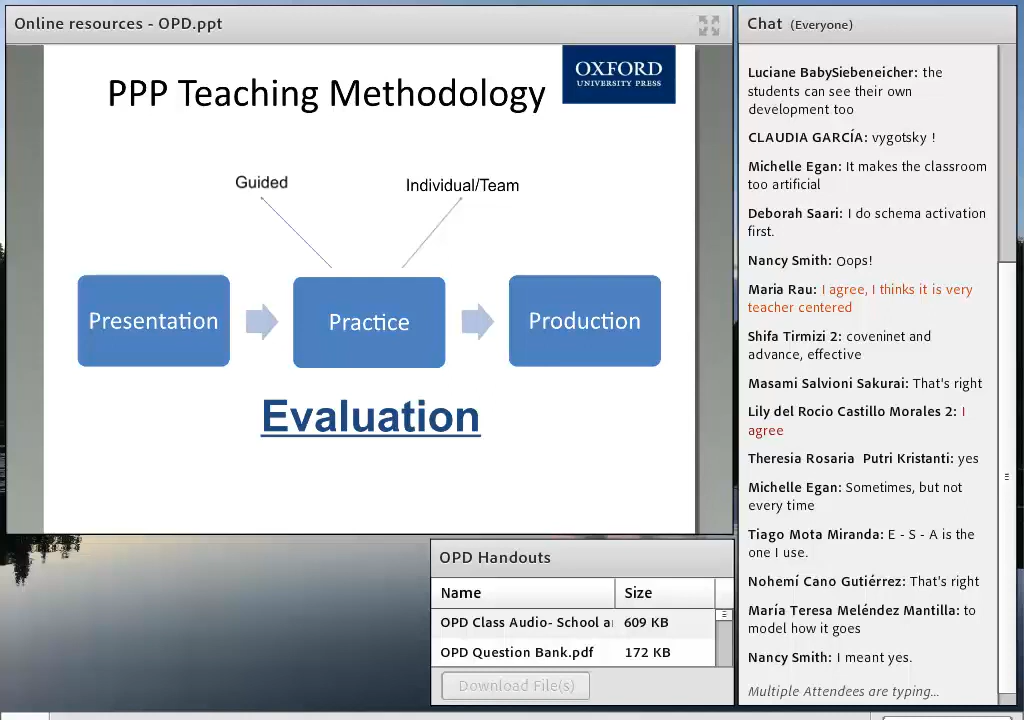 Online resources - OPD.ppt
PPP Teaching Methodology
OXFORD
UNIVERSITY PRESS
Guided
Individual/Team
Presentation
Practice
Production
Evaluation
OPD Handouts
Name Size
OPD Class Audio- School a 609 KB
OPD Question Bank.pdf 172 KB
Download File(s)
Chat (Everyone)
Luciane BabySiebeneicher: the
students can see their own
development too
CLAUDIA GARCÍA: vygotsky !
Michelle Egan: It makes the classroom
too artificial
Deborah Saari: I do schema activation
first.
Nancy Smith: Oops!
Maria Rau: I agree, I thinks it is very
teacher centered
Shifa Tirmizi 2: coveninet and
advance, effective
Masami Salvioni Sakurai: That's right
Lily del Rocio Castillo Morales 2: I
agree
Theresia Rosaria Putri Kristanti: yes
Michelle Egan: Sometimes, but not
every time
Tiago Mota Miranda: E - S - A is the
one I use.
Nohemí Cano Gutiérrez: That's right
María Teresa Meléndez Mantilla: to
model how it goes
Nancy Smith: I meant yes.
Multiple Attendees are typing...